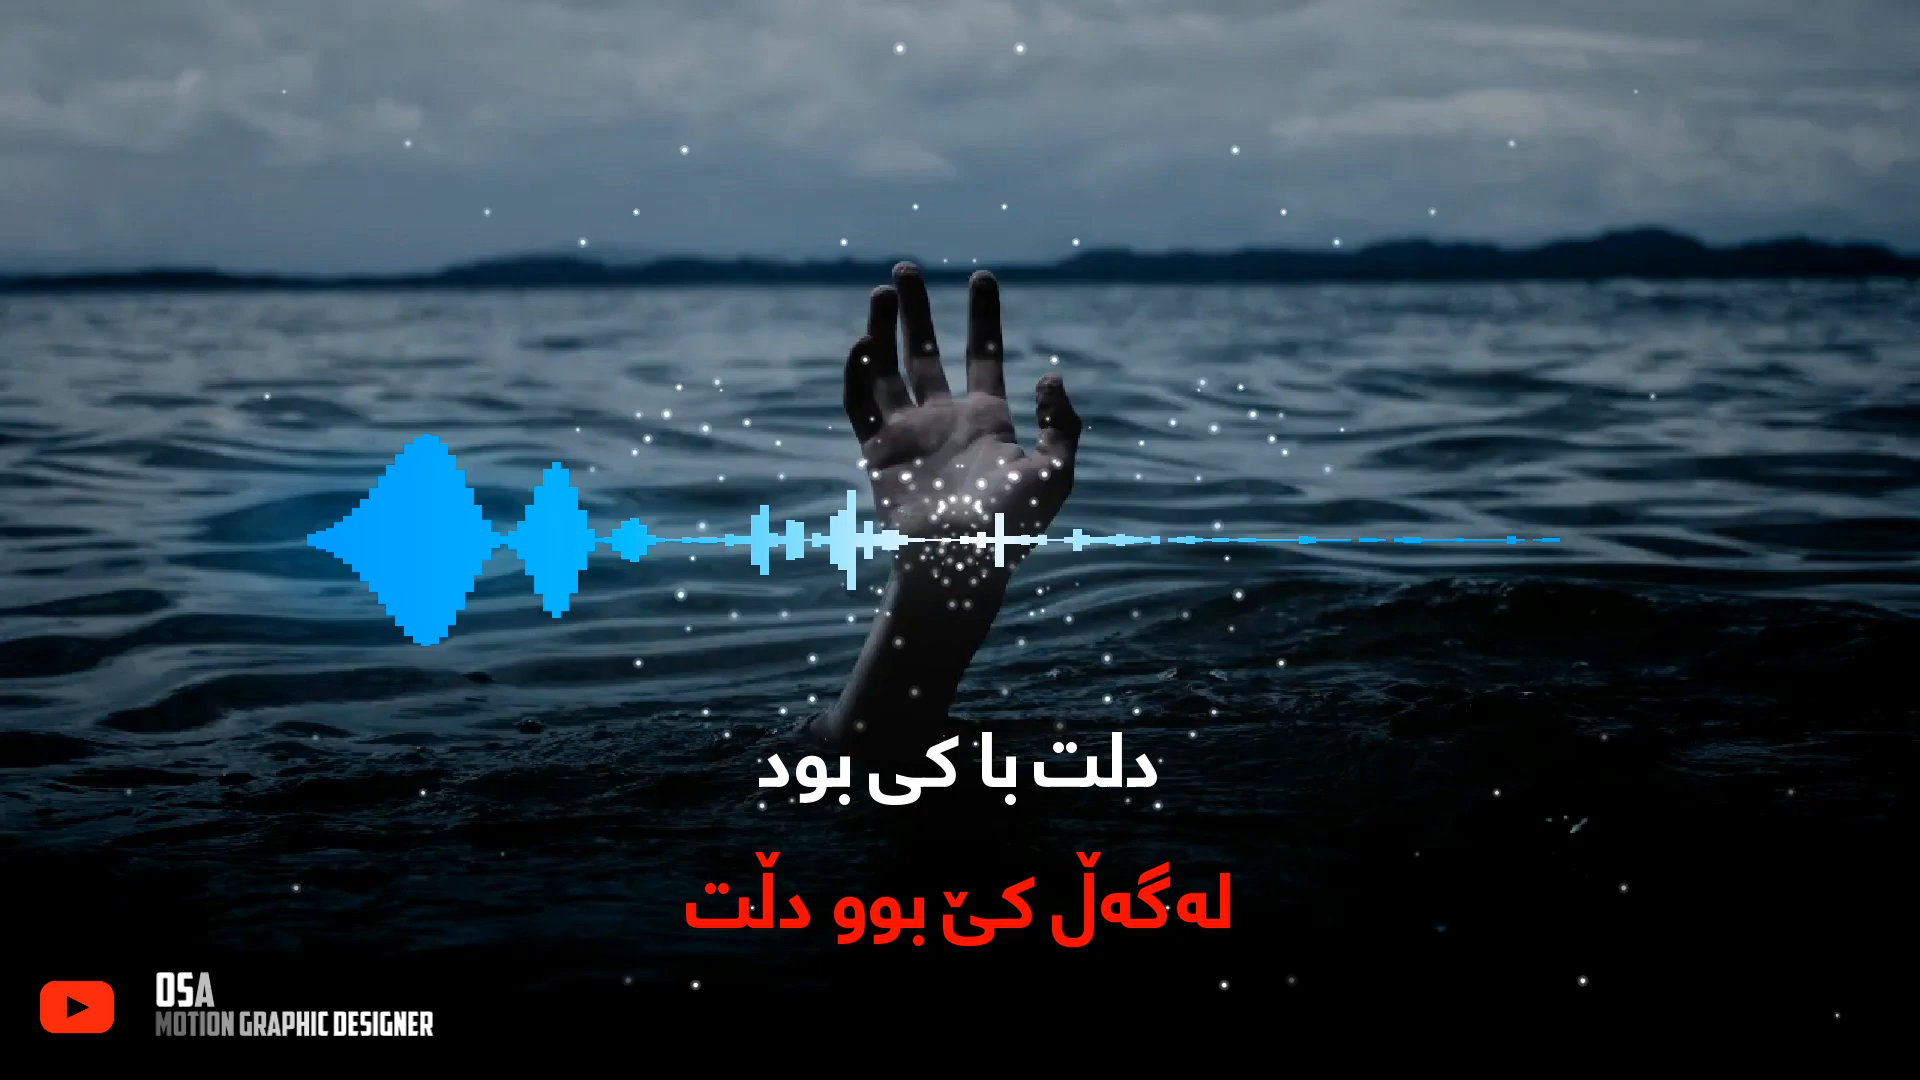 دلت با کی بود
لەگەڵ کێ بوو دڵت
OSA
MOTION GRAPHIC DESIGNER